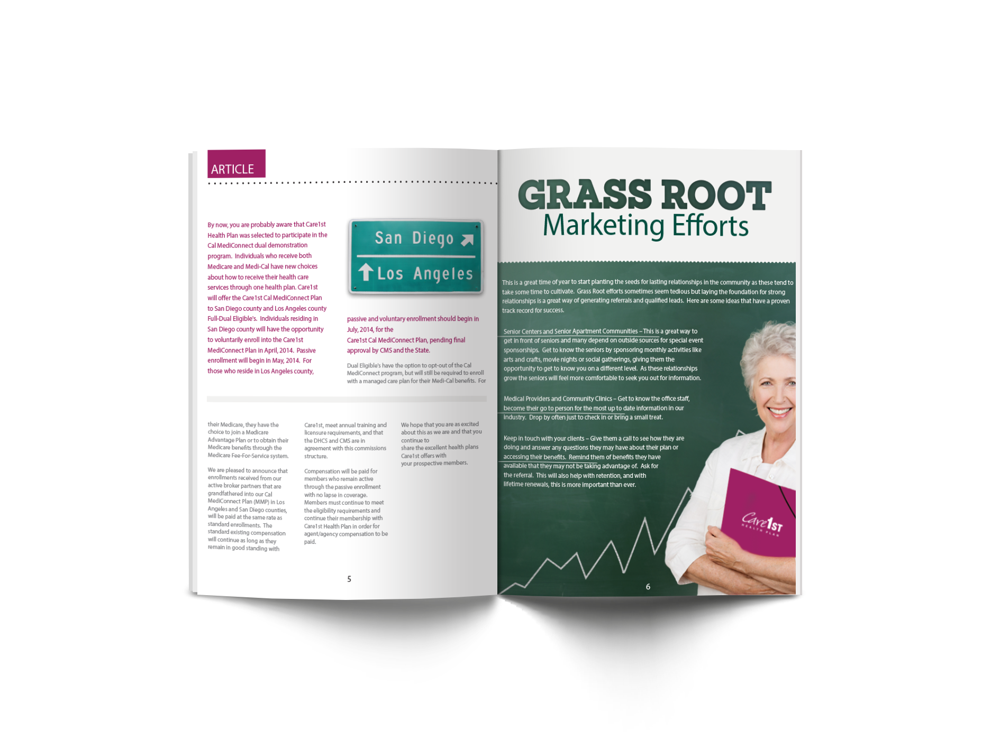 ARTICLE
By now, you are probably aware that Care1st
Health Plan was selected to participate in the
Cal MediConnect dual demonstration
program.  Individuals who receive both
Medicare and Medi-Cal have new choices
about how to receive their health care
services through one health plan. Care1st
will offer the Care1st Cal MediConnect Plan
to San Diego county and Los Angeles county
Full-Dual Eligible's.  Individuals residing in
San Diego county will have the opportunity
to voluntarily enroll into the Care1st
MediConnect Plan in April, 2014.  Passive
enrollment will begin in May, 2014.  For
those who reside in Los Angeles county,
San Diego
Los Angeles
passive and voluntary enrollment should begin in
July, 2014, for the
Care1st Cal MediConnect Plan, pending final
approval by CMS and the State.
Dual Eligible's have the option to opt-out of the Cal
MediConnect program, but will still be required to enroll
with a managed care plan for their Medi-Cal benefits.  For
their Medicare, they have the
choice to join a Medicare
Advantage Plan or to obtain their
Medicare benefits through the
Medicare Fee-For-Service system.
We are pleased to announce that
enrollments received from our
active broker partners that are
grandfathered into our Cal
MediConnect Plan (MMP) in Los
Angeles and San Diego counties,
will be paid at the same rate as
standard enrollments.  The
standard existing compensation
will continue as long as they
remain in good standing with
Care1st, meet annual training and
licensure requirements, and that
the DHCS and CMS are in
agreement with this commissions
structure.
Compensation will be paid for
members who remain active
through the passive enrollment
with no lapse in coverage.
Members must continue to meet
the eligibility requirements and
continue their membership with
Care1st Health Plan in order for
agent/agency compensation to be
paid.
We hope that you are as excited
about this as we are and that you
continue to
share the excellent health plans
Care1st offers with
your prospective members.
5
GRASS ROOT
Marketing Efforts
This is a great time of year to start planting the seeds for lasting relationships in the community as these tend to
take some time to cultivate.  Grass Root efforts sometimes seem tedious but laying the foundation for strong
relationships is a great way of generating referrals and qualified leads.  Here are some ideas that have a proven
track record for success.
Senior Centers and Senior Apartment Communities – This is a great way to
get in front of seniors and many depend on outside sources for special event
sponsorships.  Get to know the seniors by sponsoring monthly activities like
arts and crafts, movie nights or social gatherings, giving them the
opportunity to get to know you on a different level.  As these relationships
grow the seniors will feel more comfortable to seek you out for information.
Medical Providers and Community Clinics – Get to know the office staff,
become their go to person for the most up to date information in our
industry.  Drop by often just to check in or bring a small treat.
Keep in touch with your clients – Give them a call to see how they are
doing and answer any questions they may have about their plan or
accessing their benefits.  Remind them of benefits they have
available that they may not be taking advantage of.  Ask for
the referral.  This will also help with retention, and with
lifetime renewals, this is more important than ever.
Care1ST
HEALTH PLAN
6